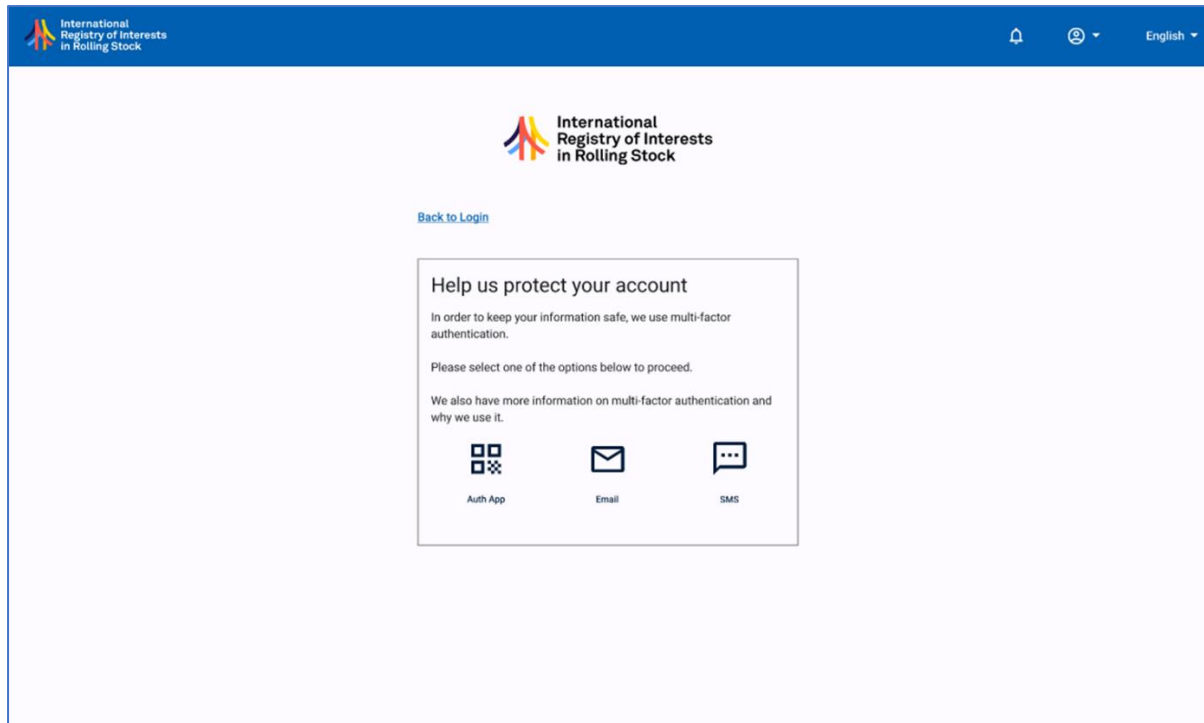 International
Registry of Interests
in Rolling Stock
English
International
Registry of Interests
in Rolling Stock
Back to Login
Help us protect your account
In order to keep your information safe, we use multi-factor
authentication.
Please select one of the options below to proceed.
We also have more information on multi-factor authentication and
why we use it.
Auth App
Email
SMS